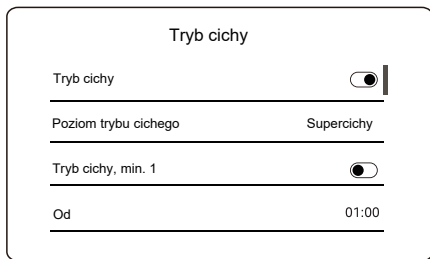 Tryb cichy
Tryb cichy
Poziom trybu cichego Supercichy
Tryb cichy, min. 1
Od 01:00